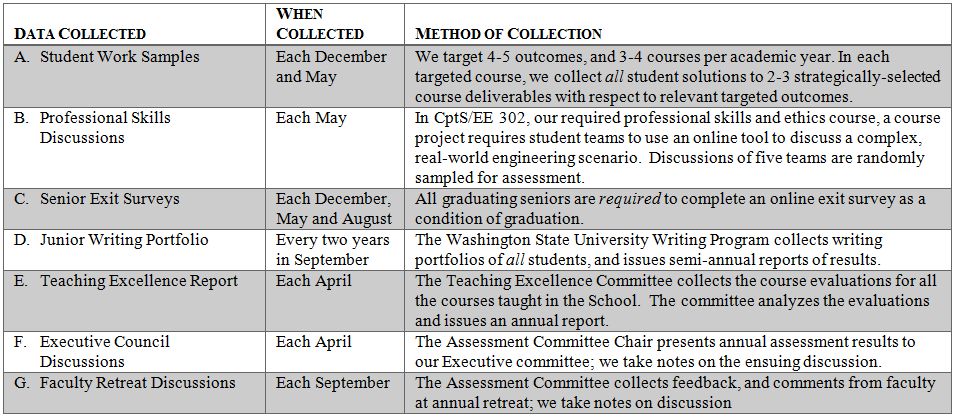 DATA COLLECTED WHEN COLLECTED METHOD OF COLLECTION
A. Student Work Samples Each December We target 4-5 outcomes, and 3-4 courses per academic year. In each
and May targeted course, we collect all student solutions to 2-3 strategically-selected
course deliverables with respect to relevant targeted outcomes.
B. Professional Skills Each May In CptS/EE 302, our required professional skills and ethics course, a course
Discussions project requires student teams to use an online tool to discuss a complex,
real-world engineering scenario. Discussions of five teams are randomly
sampled for assessment.
C. Senior Exit Surveys Each December, All graduating seniors are required to complete an online exit survey as a
May and August condition of graduation.
D. Junior Writing Portfolio Every two years The Washington State University Writing Program collects writing
in September portfolios of all students, and issues semi-annual reports of results.
E. Teaching Excellence Report Each April The Teaching Excellence Committee collects the course evaluations for all
the courses taught in the School. The committee analyzes the evaluations
and issues an annual report.
F. Executive Council Each April The Assessment Committee Chair presents annual assessment results to
Discussions our Executive committee; we take notes on the ensuing discussion.
G. Faculty Retreat Discussions Each September The Assessment Committee collects feedback, and comments from faculty
at annual retreat; we take notes on discussion